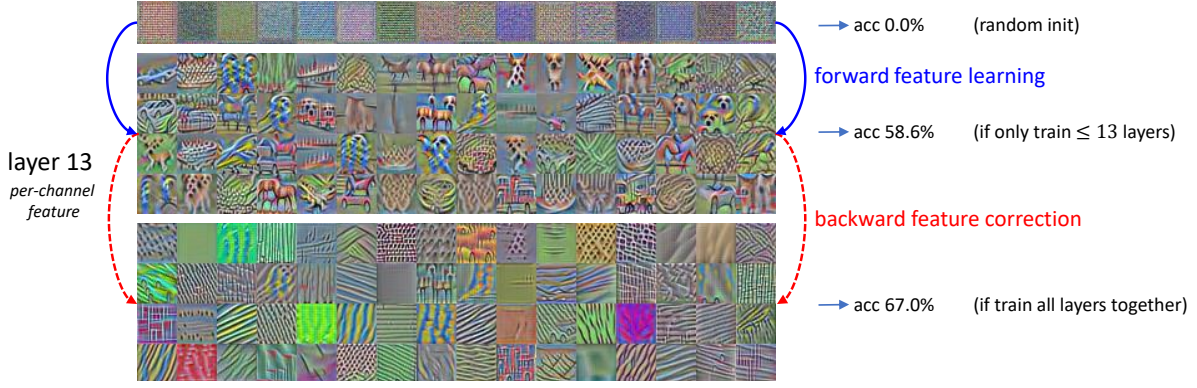 acc 0.0% (random init)
forward feature learning
acc 58.6% (if only train ≤ 13 layers)
layer 13
per-channel
feature
backward feature correction
acc 67.0% (if train all layers together)